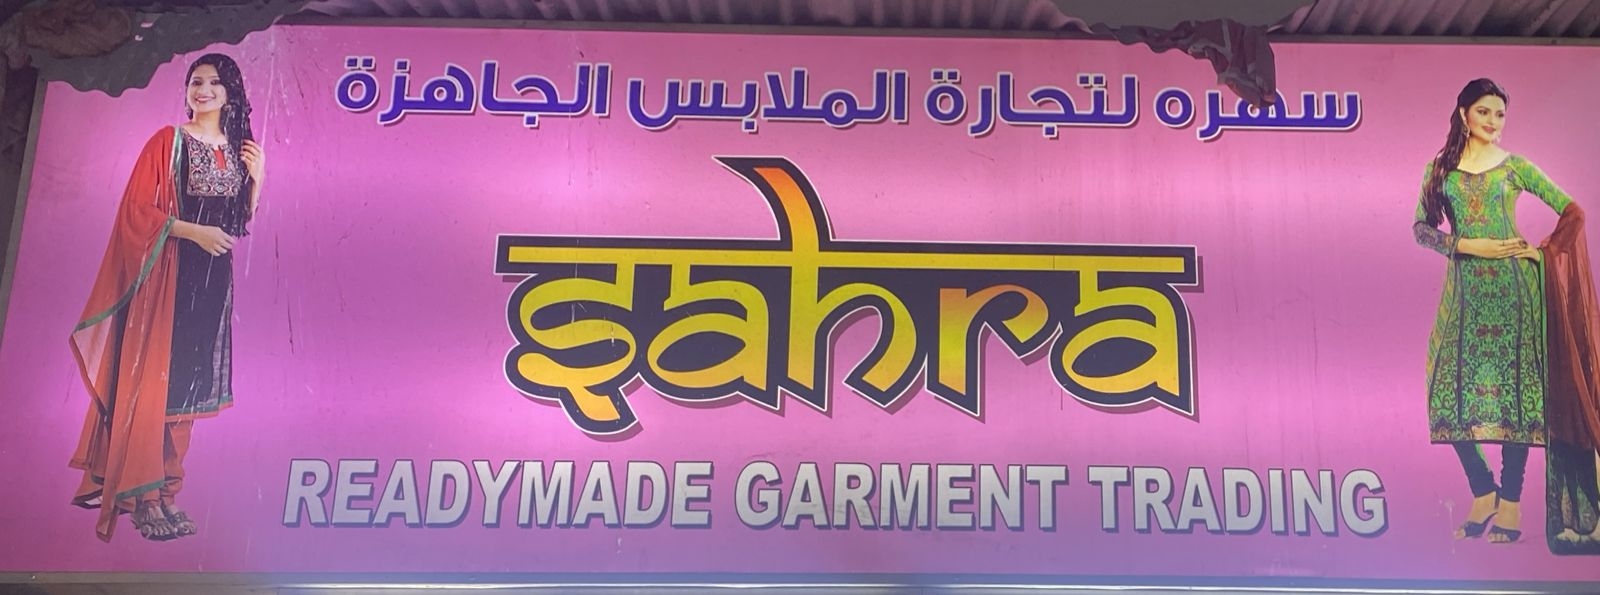 سهره لتجارة الملابس الجاهزة
sahra
READYMADE GARMENT TRADING